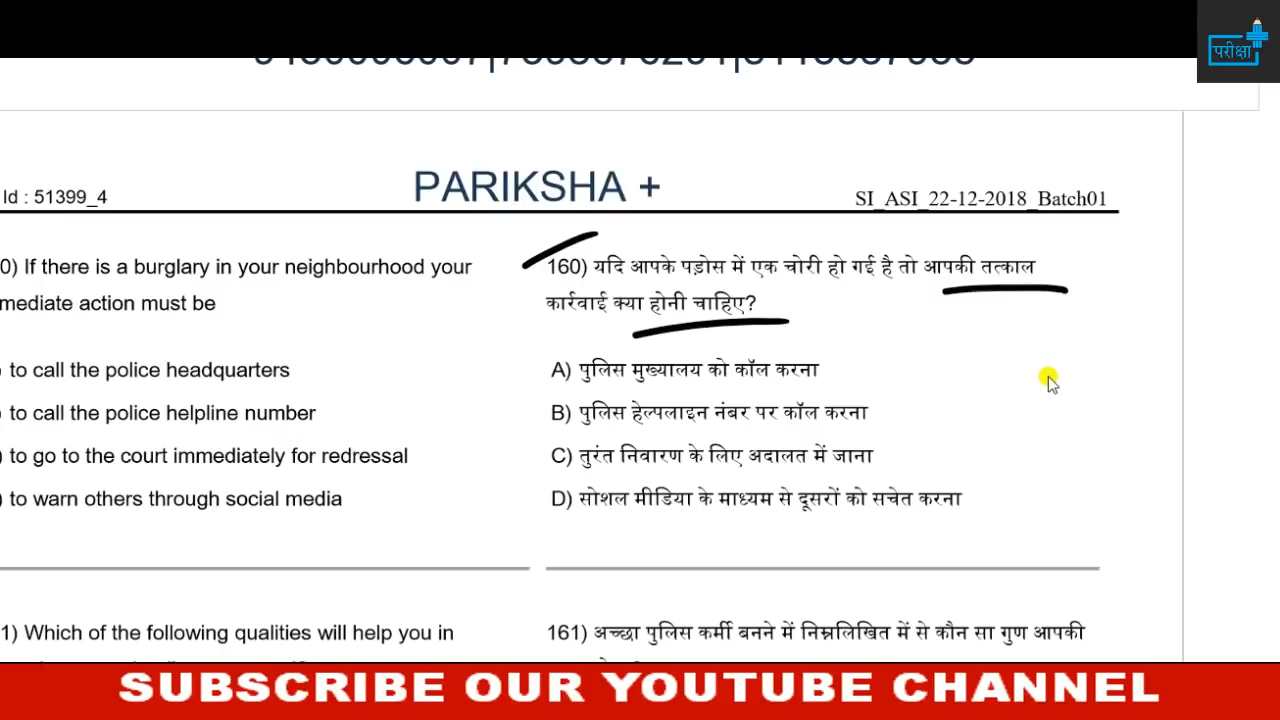 परीक्षा
PARIKSHA +
Id : 51399_4
SI_ASI_22-12-2018_Batch01
0) If there is a burglary in your neighbourhood your
mediate action must be
to call the police headquarters
to call the police helpline number
to go to the court immediately for redressal
to warn others through social media
160) यदि आपके पड़ोस में एक चोरी हो गई है तो आपकी तत्काल
कार्रवाई क्या होनी चाहिए?
A) पुलिस मुख्यालय को कॉल करना
B) पुलिस हेल्पलाइन नंबर पर कॉल करना
C) तुरंत निवारण के लिए अदालत में जाना
D) सोशल मीडिया के माध्यम से दूसरों को सचेत करना
1) Which of the following qualities will help you in
161) अच्छा पुलिस कर्मी बनने में निम्नलिखित में से कौन सा गुण आपकी
SUBSCRIBE OUR YOUTUBE CHANNEL